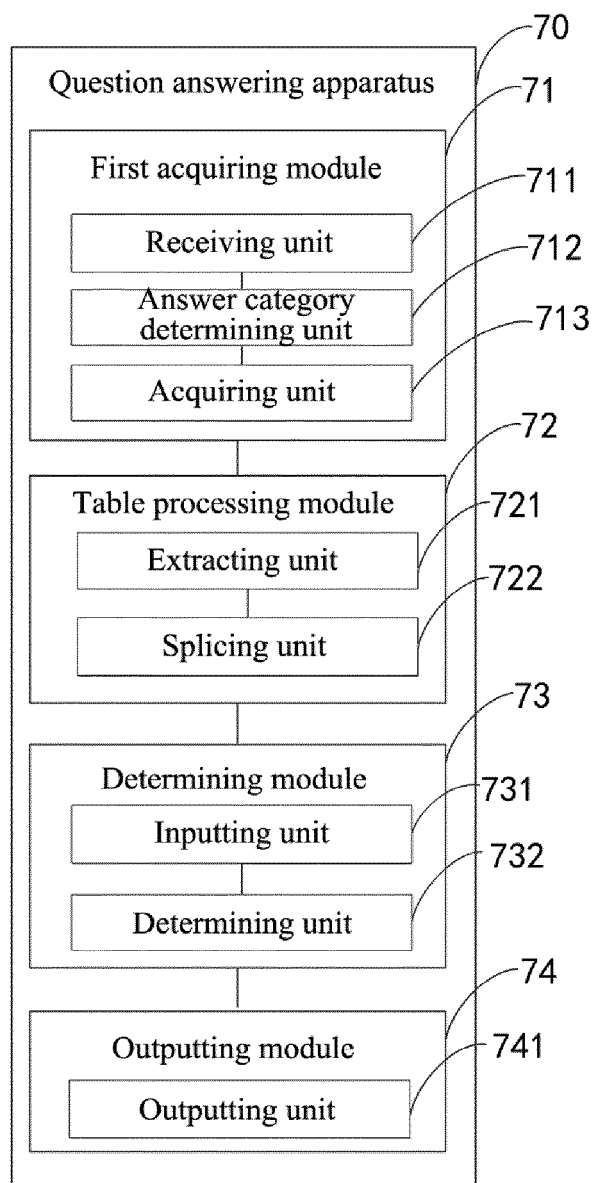 70
Question answering apparatus
71
First acquiring module
711
Receiving unit
712
Answer category
determining unit
713
Acquiring unit
72
Table processing module
721
Extracting unit
722
Splicing unit
73
Determining module
731
Inputting unit
732
Determining unit
74
Outputting module
741
Outputting unit